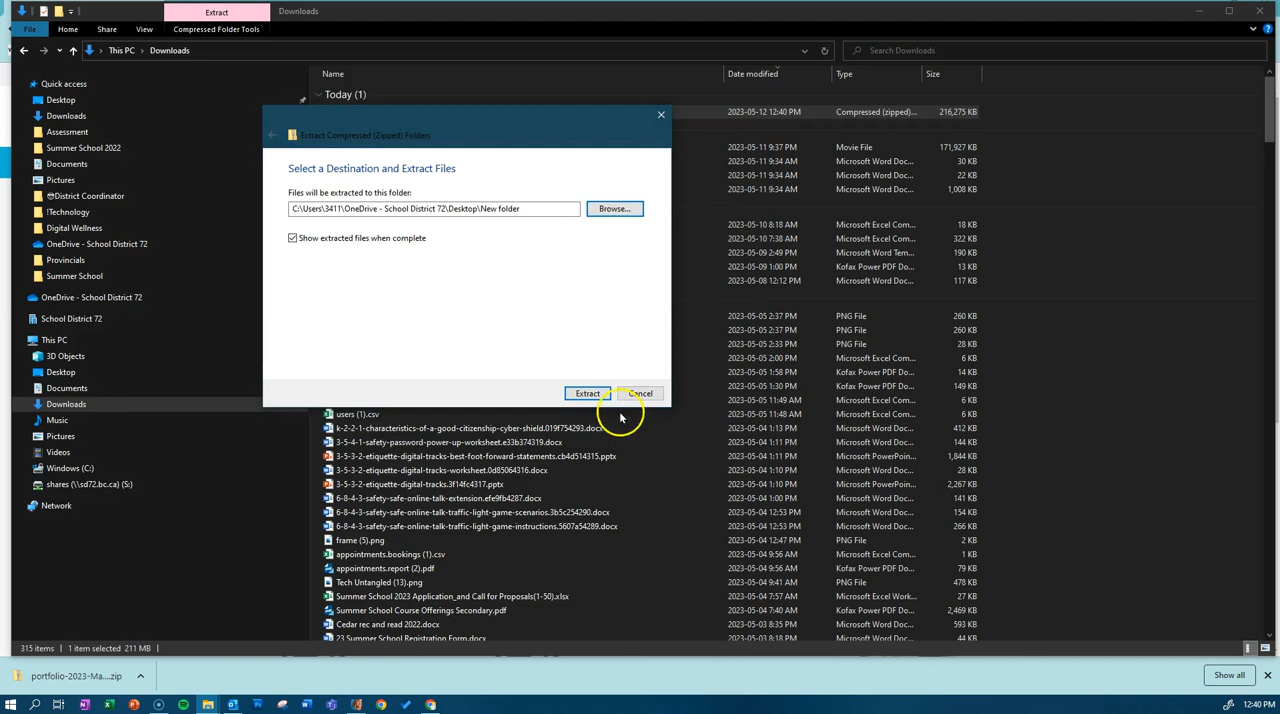 Extract
Downloads
File
Home
Share
View
Compressed Folder Tools
This PC
Downloads
Search Downloads
Name
Date modified
Type
Size
Quick access
Desktop
Downloads
Assessment
Summer School 2022
Documents
Pictures
District Coordinator
!Technology
Digital Wellness
OneDrive - School District 72
Provincials
Summer School
OneDrive - School District 72
School District 72
This PC
3D Objects
Desktop
Documents
Downloads
Music
Pictures
Videos
Windows (C:)
shares (\\sd72.bc.ca) (S:)
Network
Today (1)
2023-05-12 12:40 PM Compressed (zipped)... 216,275 KB
2023-05-11 9:37 PM Movie File 171,927 KB
2023-05-11 9:34 AM Microsoft Word Doc... 30 KB
2023-05-11 9:34 AM Microsoft Word Doc... 22 KB
2023-05-11 9:34 AM Microsoft Word Doc... 1,008 KB
2023-05-10 8:18 AM Microsoft Excel Com... 18 KB
2023-05-10 7:38 AM Microsoft Excel Com... 322 KB
2023-05-09 2:49 PM Microsoft Word Tem... 190 KB
2023-05-09 1:00 PM Kofax Power PDF Do... 13 KB
2023-05-08 12:12 PM Kofax Power PDF Do... 117 KB
2023-05-05 2:37 PM PNG File 260 KB
2023-05-05 2:37 PM PNG File 260 KB
2023-05-05 2:33 PM PNG File 28 KB
2023-05-05 2:00 PM Microsoft Excel Com... 6 KB
2023-05-05 1:58 PM Kofax Power PDF Do... 14 KB
2023-05-05 1:30 PM Kofax Power PDF Do... 149 KB
2023-05-05 11:49 AM Microsoft Excel Com... 6 KB
Extract Compressed (Zipped) Folders
Select a Destination and Extract Files
Files will be extracted to this folder:
C:\Users\3411\OneDrive - School District 72\Desktop\New folder
Browse...
Show extracted files when complete
Extract
Cancel
users (1).csv 2023-05-05 11:48 AM Microsoft Excel Com... 6 KB
k-2-2-1-characteristics-of-a-good-citizenship-cyber-shield.019f754293.docx 2023-05-04 1:13 PM Microsoft Word Doc... 412 KB
3-5-4-1-safety-password-power-up-worksheet.e33b374319.docx 2023-05-04 1:11 PM Microsoft Word Doc... 144 KB
3-5-3-2-etiquette-digital-tracks-best-foot-forward-statements.cb4d514315.pptx 2023-05-04 1:11 PM Microsoft PowerPoin... 1,844 KB
3-5-3-2-etiquette-digital-tracks-worksheet.0d85064316.docx 2023-05-04 1:10 PM Microsoft Word Doc... 28 KB
3-5-3-2-etiquette-digital-tracks.3f14fc4317.pptx 2023-05-04 1:10 PM Microsoft PowerPoin... 2,267 KB
6-8-4-3-safety-safe-online-talk-extension.efe9fb4287.docx 2023-05-04 1:00 PM Microsoft Word Doc... 141 KB
6-8-4-3-safety-safe-online-talk-traffic-light-game-scenarios.3b5c254290.docx 2023-05-04 12:53 PM Microsoft Word Doc... 154 KB
6-8-4-3-safety-safe-online-talk-traffic-light-game-instructions.5607a54289.docx 2023-05-04 12:53 PM Microsoft Word Doc... 266 KB
frame (5).png 2023-05-04 12:47 PM PNG File 2 KB
appointments.bookings (1).csv 2023-05-04 9:56 AM Microsoft Excel Com... 1 KB
appointments.report (2).pdf 2023-05-04 9:56 AM Kofax Power PDF Do... 79 KB
Tech Untangled (13).png 2023-05-04 9:41 AM PNG File 478 KB
Summer School 2023 Application_and Call for Proposals(1-50).xlsx 2023-05-04 7:57 AM Microsoft Excel Work... 27 KB
Summer School Course Offerings Secondary.pdf 2023-05-04 7:40 AM Kofax Power PDF Do... 2,469 KB
Cedar rec and read 2022.docx 2023-05-03 8:35 PM Microsoft Word Doc... 593 KB
23 Summer School Registration Form.docx 2023-05-03 8:18 PM Microsoft Word Doc... 44 KB
315 items 1 item selected 211 MB
portfolio-2023-Ma....zip
Show all
12:40 PM